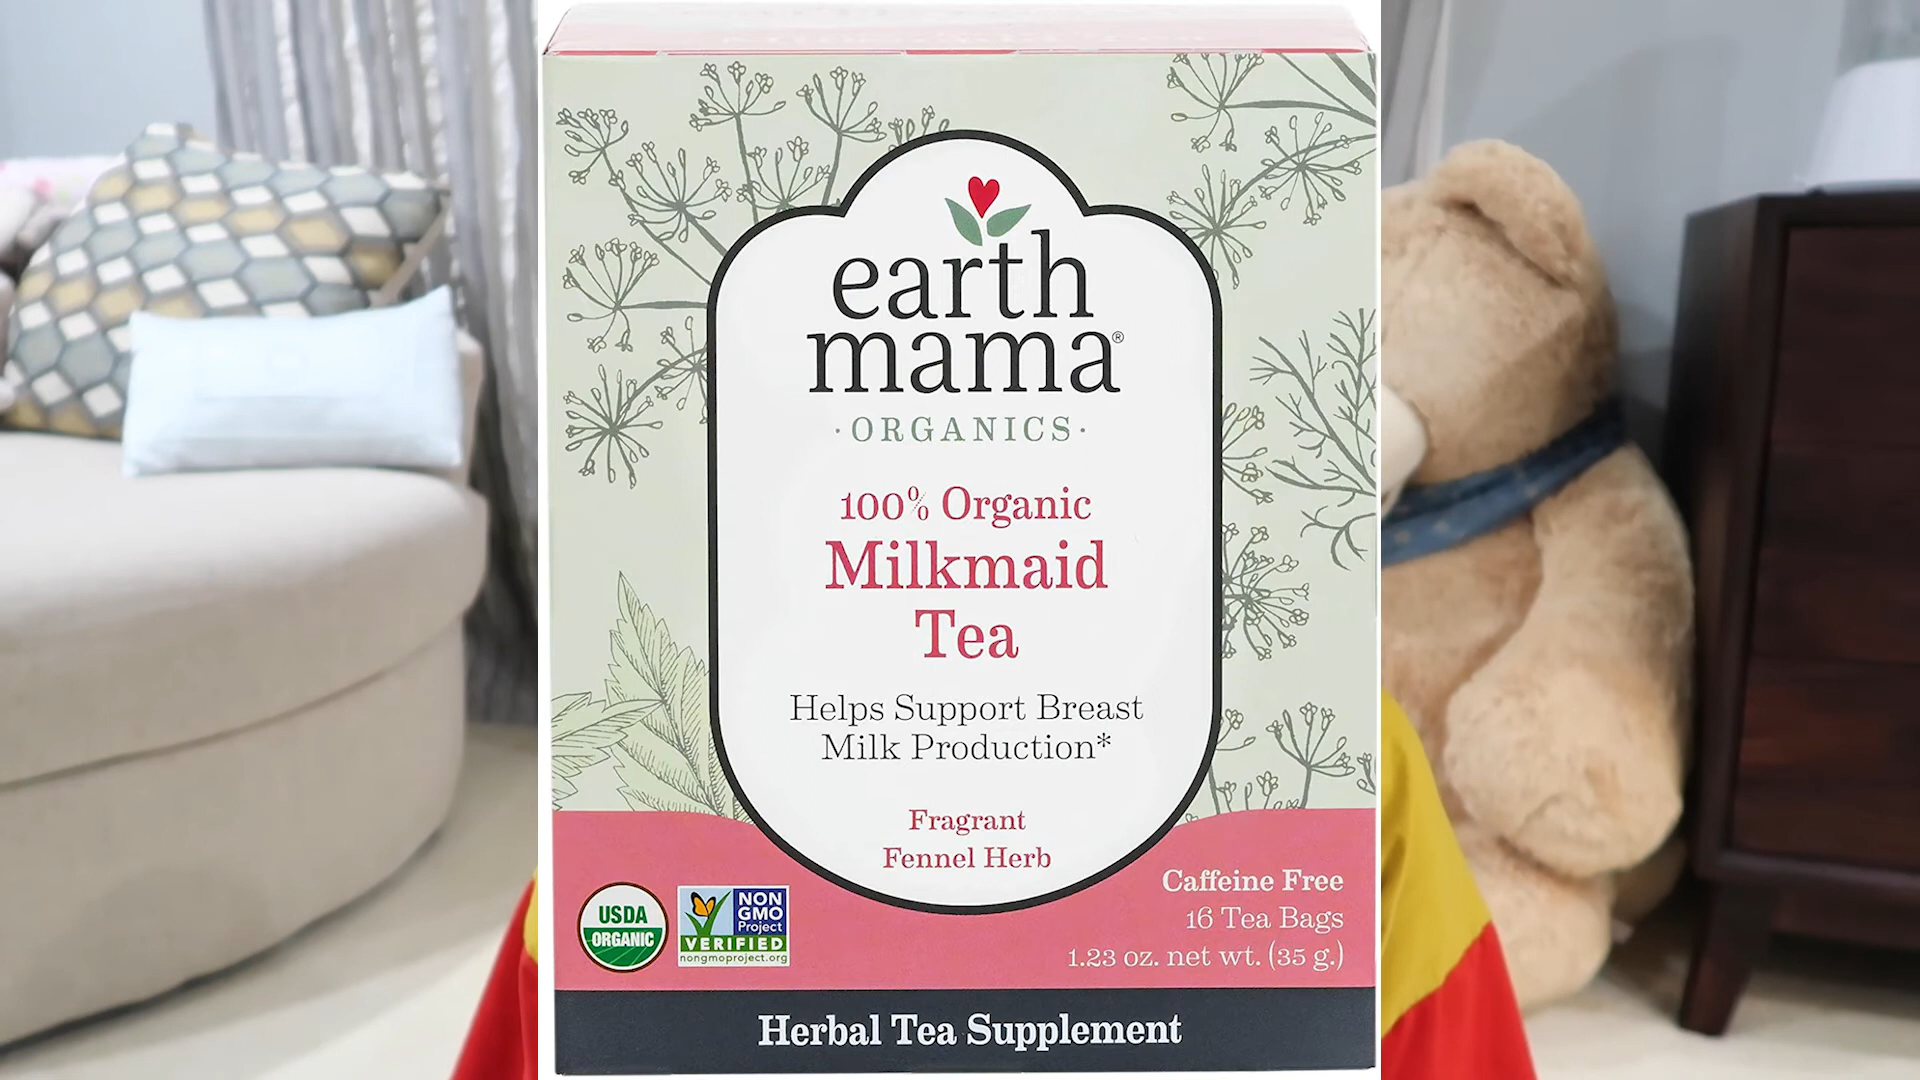 earth
mama®
·ORGANICS·
100% Organic
Milkmaid
Tea
Helps Support Breast
Milk Production*
Fragrant
Fennel Herb
Caffeine Free
16 Tea Bags
1.23 oz. net wt. (35 g.)
USDA
ORGANIC
NON
GMO
Project
VERIFIED
nongmoproject.org
Herbal Tea Supplement